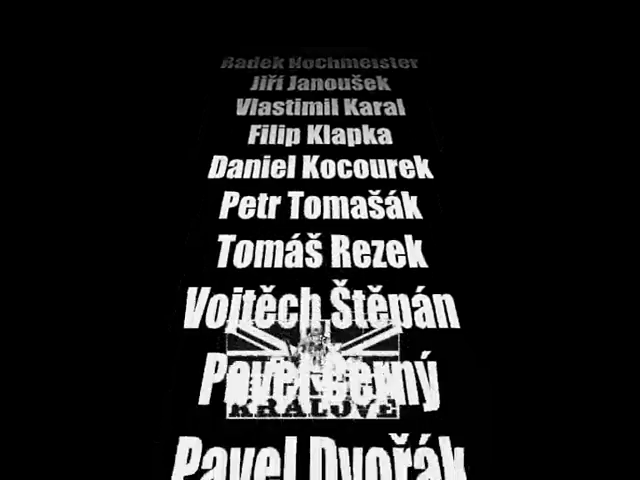 Radek Hochmeister
Jiří Janoušek
Vlastimil Karal
Filip Klapka
Daniel Kocourek
Petr Tomašák
Tomáš Rezek
Vojtěch Štěpán
Pavel Černý
KRÁLOVÉ
Pavel Dvořák